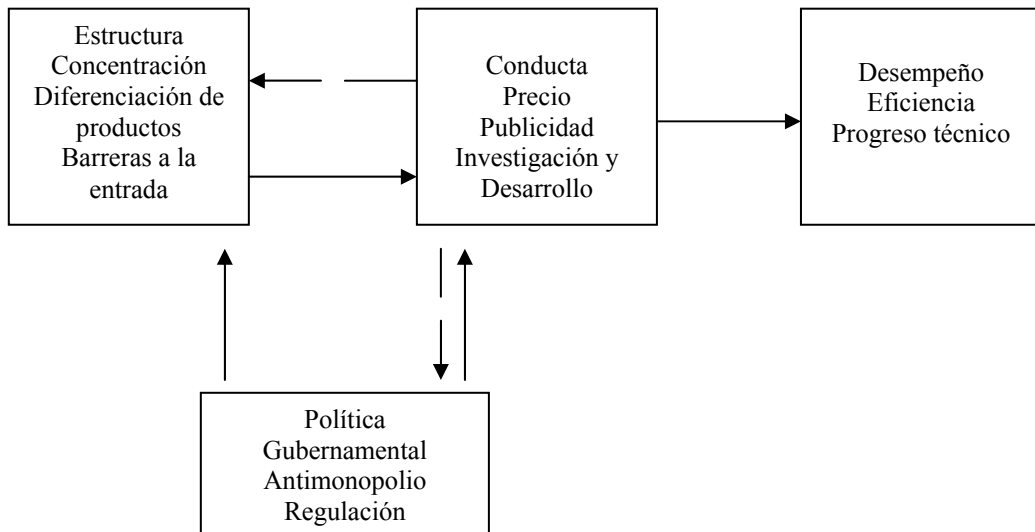 Estructura
Concentración
Diferenciación de
productos
Barreras a la
entrada
Conducta
Precio
Publicidad
Investigación y
Desarrollo
Desempeño
Eficiencia
Progreso técnico
Política
Gubernamental
Antimonopolio
Regulación